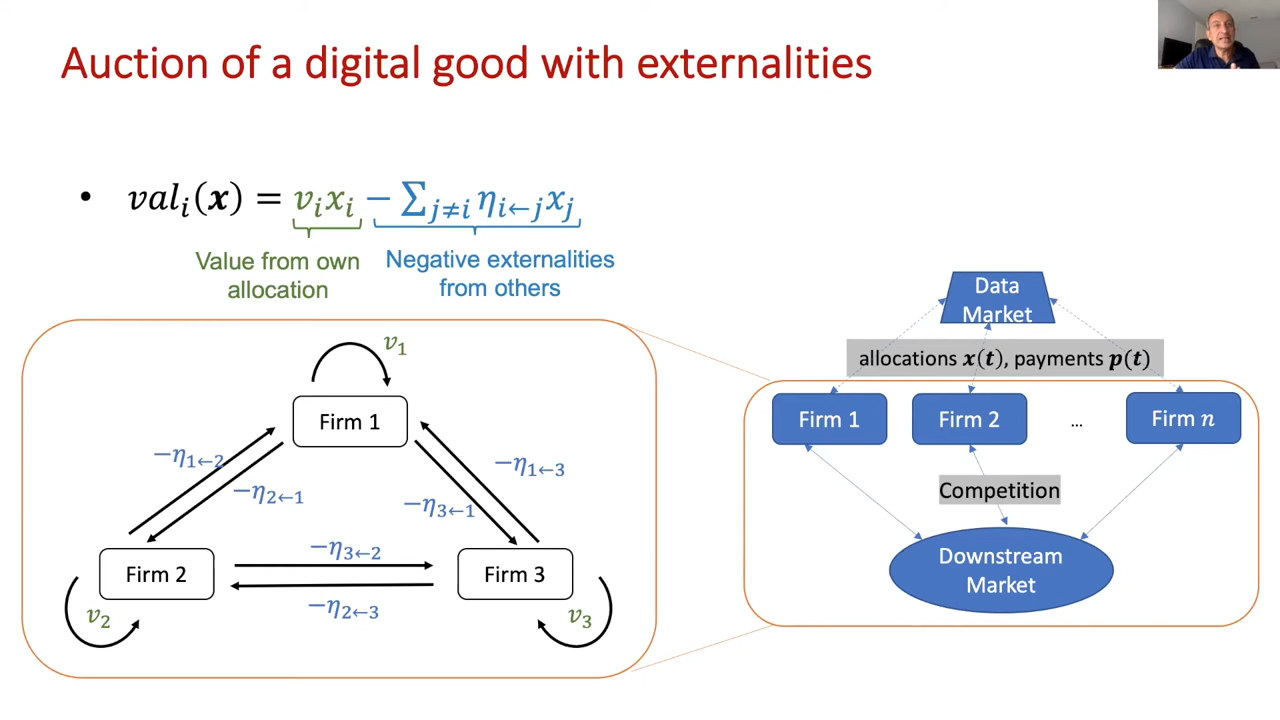 Auction of a digital good with externalities
• val_i(x) = v_i x_i − ∑_{j≠i} η_{i←j} x_j
Value from own
allocation
Negative externalities
from others
v_1
Firm 1
−η_{1←2}
−η_{2←1}
−η_{1←3}
−η_{3←1}
Firm 2
−η_{3←2}
Firm 3
−η_{2←3}
v_2
v_3
Data
Market
allocations x(t), payments p(t)
Firm 1
Firm 2
...
Firm n
Competition
Downstream
Market